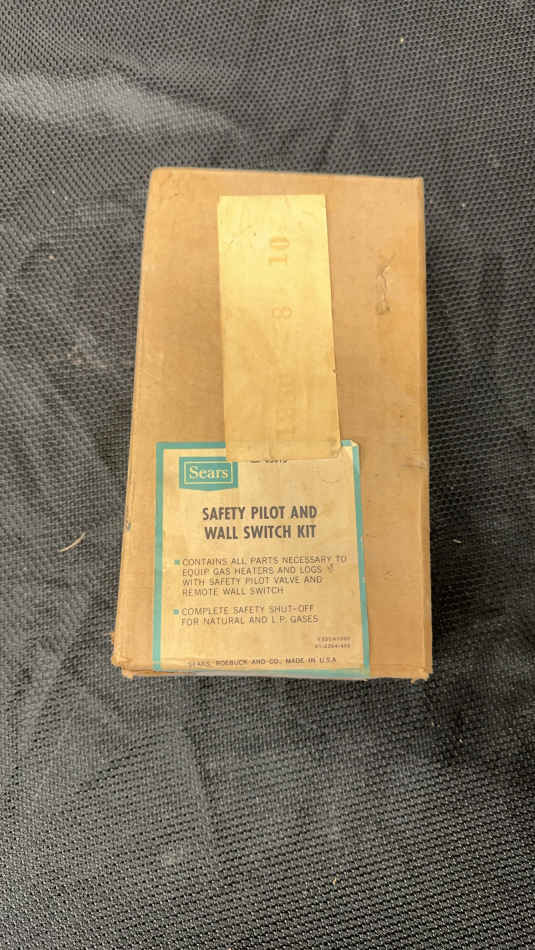 8 10
Sears
SAFETY PILOT AND
WALL SWITCH KIT
CONTAINS ALL PARTS NECESSARY TO
EQUIP GAS HEATERS AND LOGS
WITH SAFETY PILOT VALVE AND
REMOTE WALL SWITCH
COMPLETE SAFETY SHUT-OFF
FOR NATURAL AND L.P. GASES
SEARS, ROEBUCK AND CO., MADE IN U.S.A.